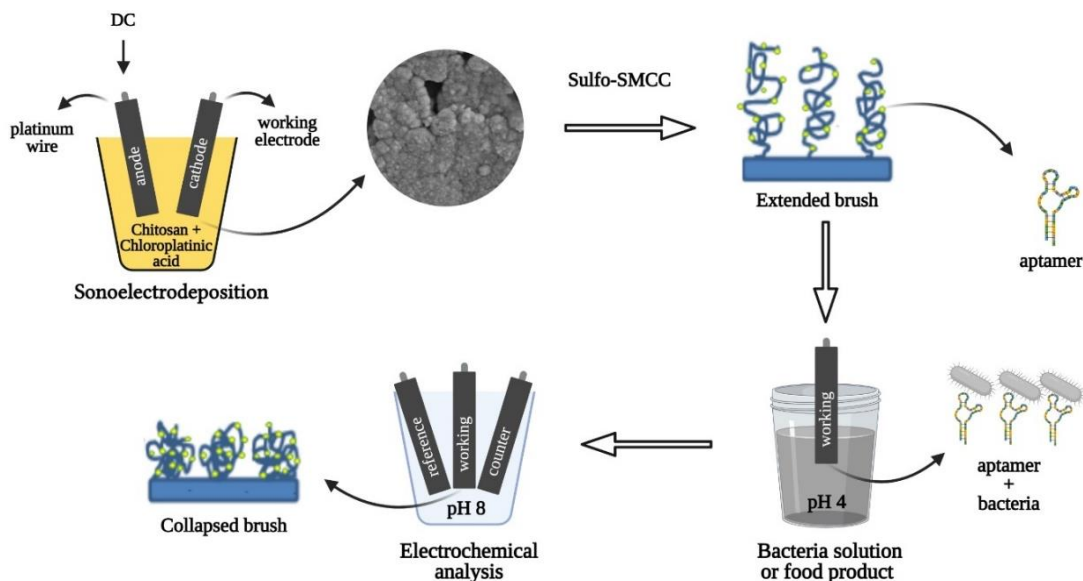 DC
platinum
wire
working
electrode
anode
cathode
Chitosan +
Chloroplatinic
acid
Sonoelectrodeposition
Sulfo-SMCC
Extended brush
aptamer
working
pH 4
Bacteria solution
or food product
aptamer
+
bacteria
reference
working
counter
pH 8
Electrochemical
analysis
Collapsed brush